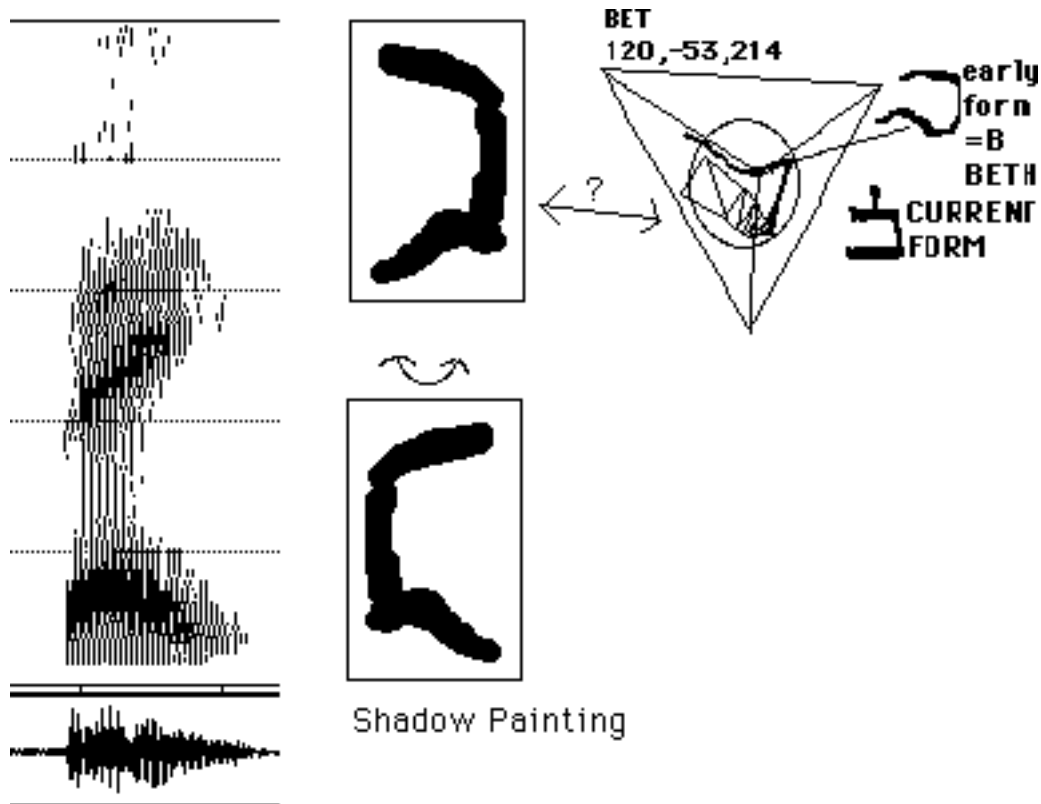 BET
120,-53,214
early
forn
=B
BETH
CURRENT
FORM
?
Shadow Painting